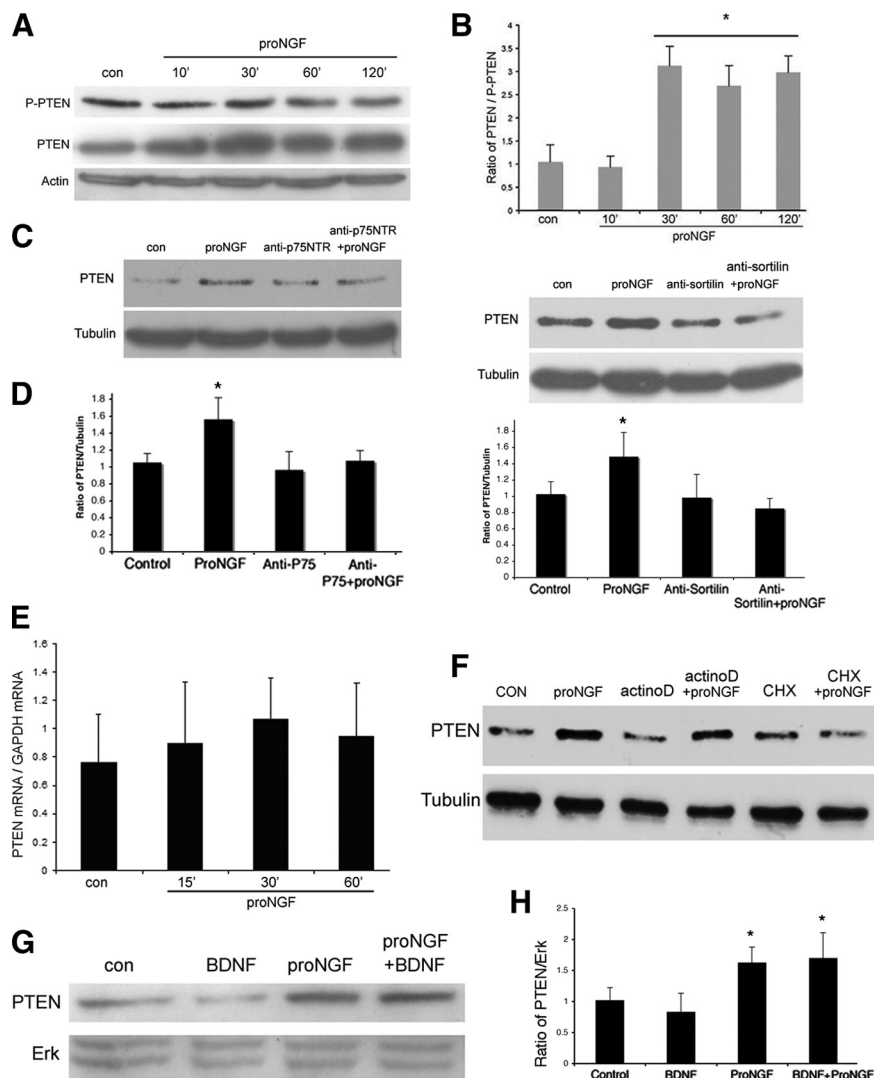 A
proNGF
con 10' 30' 60' 120'
P-PTEN
PTEN
Actin
B
*
Ratio of PTEN / P-PTEN
4
3.5
3
2.5
2
1.5
1
0.5
0
con 10' 30' 60' 120'
proNGF
C
con proNGF anti-p75NTR anti-p75NTR
+proNGF
PTEN
Tubulin
con proNGF anti-sortilin anti-sortilin
+proNGF
PTEN
Tubulin
D
*
Ratio of PTEN/Tubulin
1.8
1.6
1.4
1.2
1
0.8
0.6
0.4
0.2
0
Control ProNGF Anti-P75 Anti-
P75+proNGF
*
Ratio of PTEN/Tubulin
1.8
1.6
1.4
1.2
1
0.8
0.6
0.4
0.2
0
Control ProNGF Anti-Sortilin Anti-
Sortilin+proNGF
E
PTEN mRNA / GAPDH mRNA
1.6
1.4
1.2
1
0.8
0.6
0.4
0.2
0
con 15' 30' 60'
proNGF
F
CON proNGF actinoD actinoD
+proNGF CHX CHX
+proNGF
PTEN
Tubulin
G
con BDNF proNGF proNGF
+BDNF
PTEN
Erk
H
* *
Ratio of PTEN/Erk
2.5
2
1.5
1
0.5
0
Control BDNF ProNGF BDNF+ProNGF